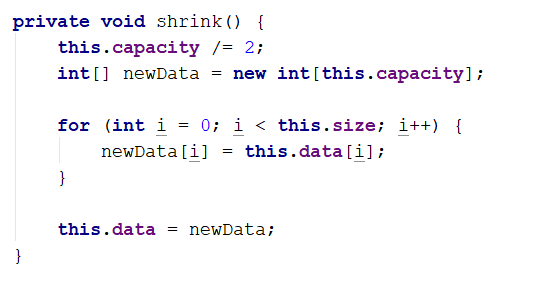 private void shrink() {
    this.capacity /= 2;
    int[] newData = new int[this.capacity];

    for (int i = 0; i < this.size; i++) {
        newData[i] = this.data[i];
    }

    this.data = newData;
}